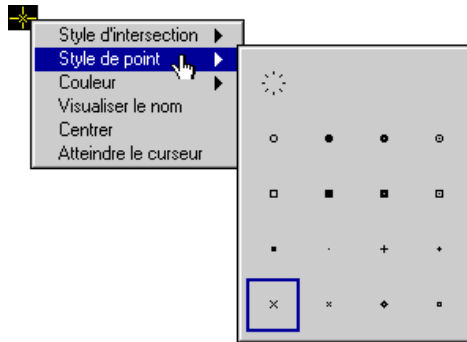 Style d'intersection
Style de point
Couleur
Visualiser le nom
Centrer
Atteindre le curseur